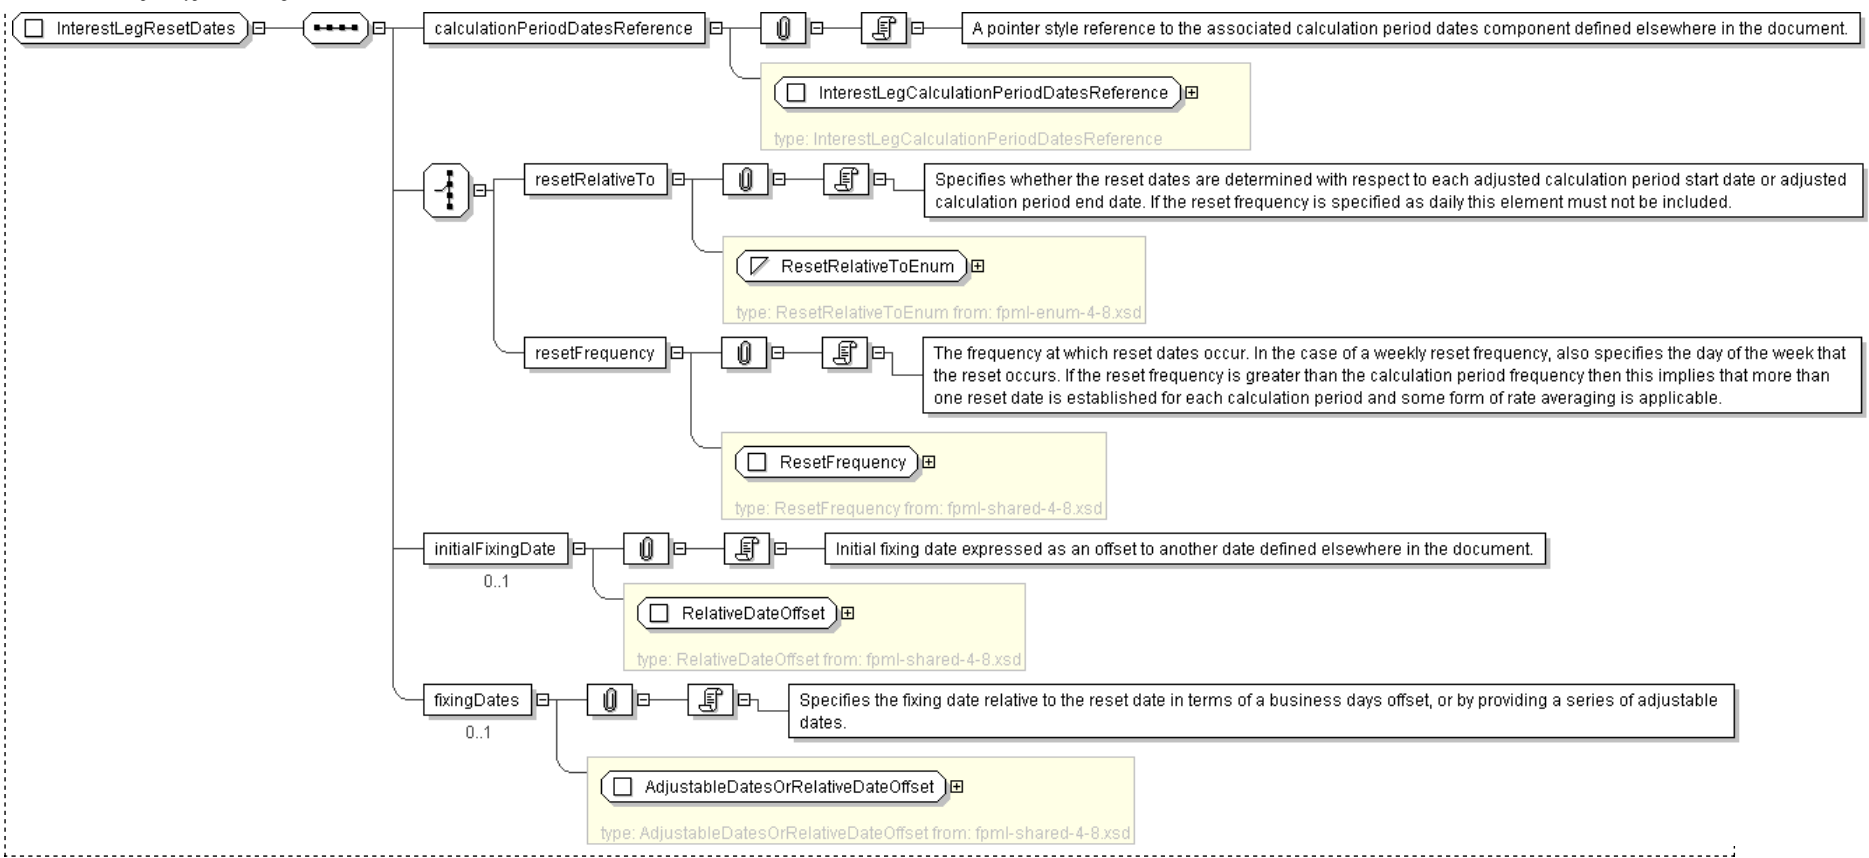 InterestLegResetDates
calculationPeriodDatesReference
A pointer style reference to the associated calculation period dates component defined elsewhere in the document.
InterestLegCalculationPeriodDatesReference
type: InterestLegCalculationPeriodDatesReference
resetRelativeTo
Specifies whether the reset dates are determined with respect to each adjusted calculation period start date or adjusted
calculation period end date. If the reset frequency is specified as daily this element must not be included.
ResetRelativeToEnum
type: ResetRelativeToEnum from: fpml-enum-4-8.xsd
resetFrequency
The frequency at which reset dates occur. In the case of a weekly reset frequency, also specifies the day of the week that
the reset occurs. If the reset frequency is greater than the calculation period frequency then this implies that more than
one reset date is established for each calculation period and some form of rate averaging is applicable.
ResetFrequency
type: ResetFrequency from: fpml-shared-4-8.xsd
initialFixingDate
0..1
Initial fixing date expressed as an offset to another date defined elsewhere in the document.
RelativeDateOffset
type: RelativeDateOffset from: fpml-shared-4-8.xsd
fixingDates
0..1
Specifies the fixing date relative to the reset date in terms of a business days offset, or by providing a series of adjustable
dates.
AdjustableDatesOrRelativeDateOffset
type: AdjustableDatesOrRelativeDateOffset from: fpml-shared-4-8.xsd